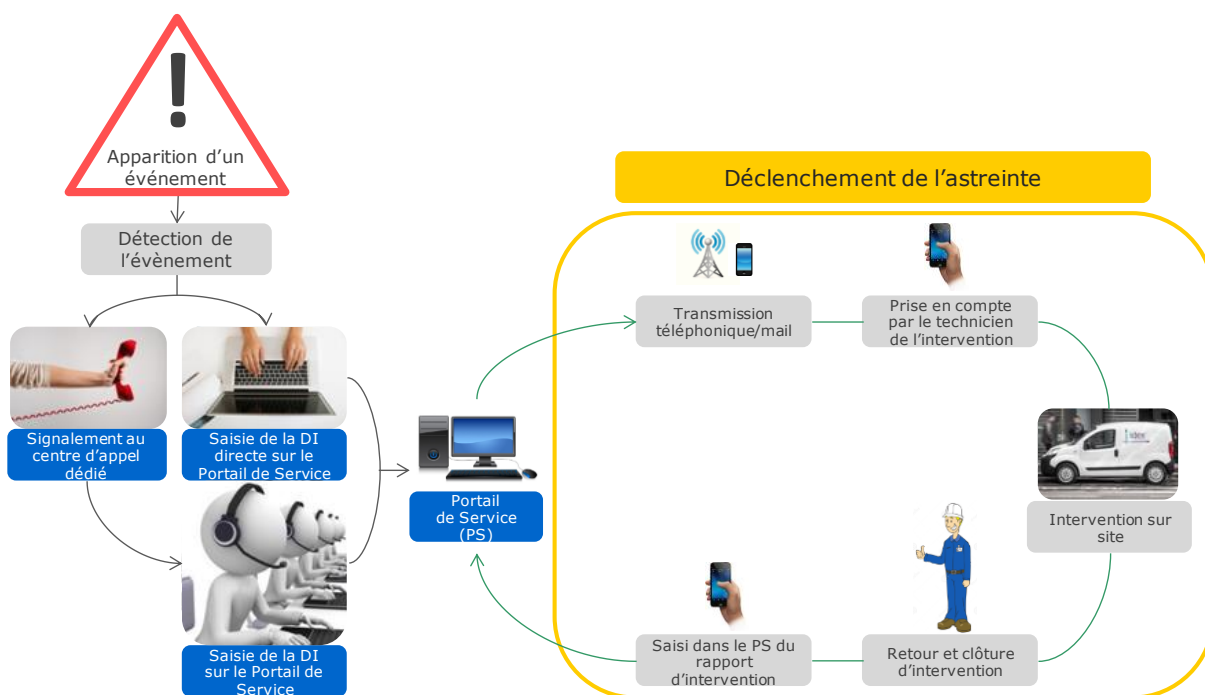 Apparition d’un
événement
Détection de
l’évènement
Signalement au
centre d’appel
dédié
Saisie de la DI
directe sur le
Portail de Service
Saisie de la DI
sur le Portail de
Service
Portail
de Service
(PS)
Déclenchement de l’astreinte
Transmission
téléphonique/mail
Prise en compte
par le technicien
de l’intervention
Intervention sur
site
Retour et clôture
d’intervention
Saisi dans le PS du
rapport
d’intervention